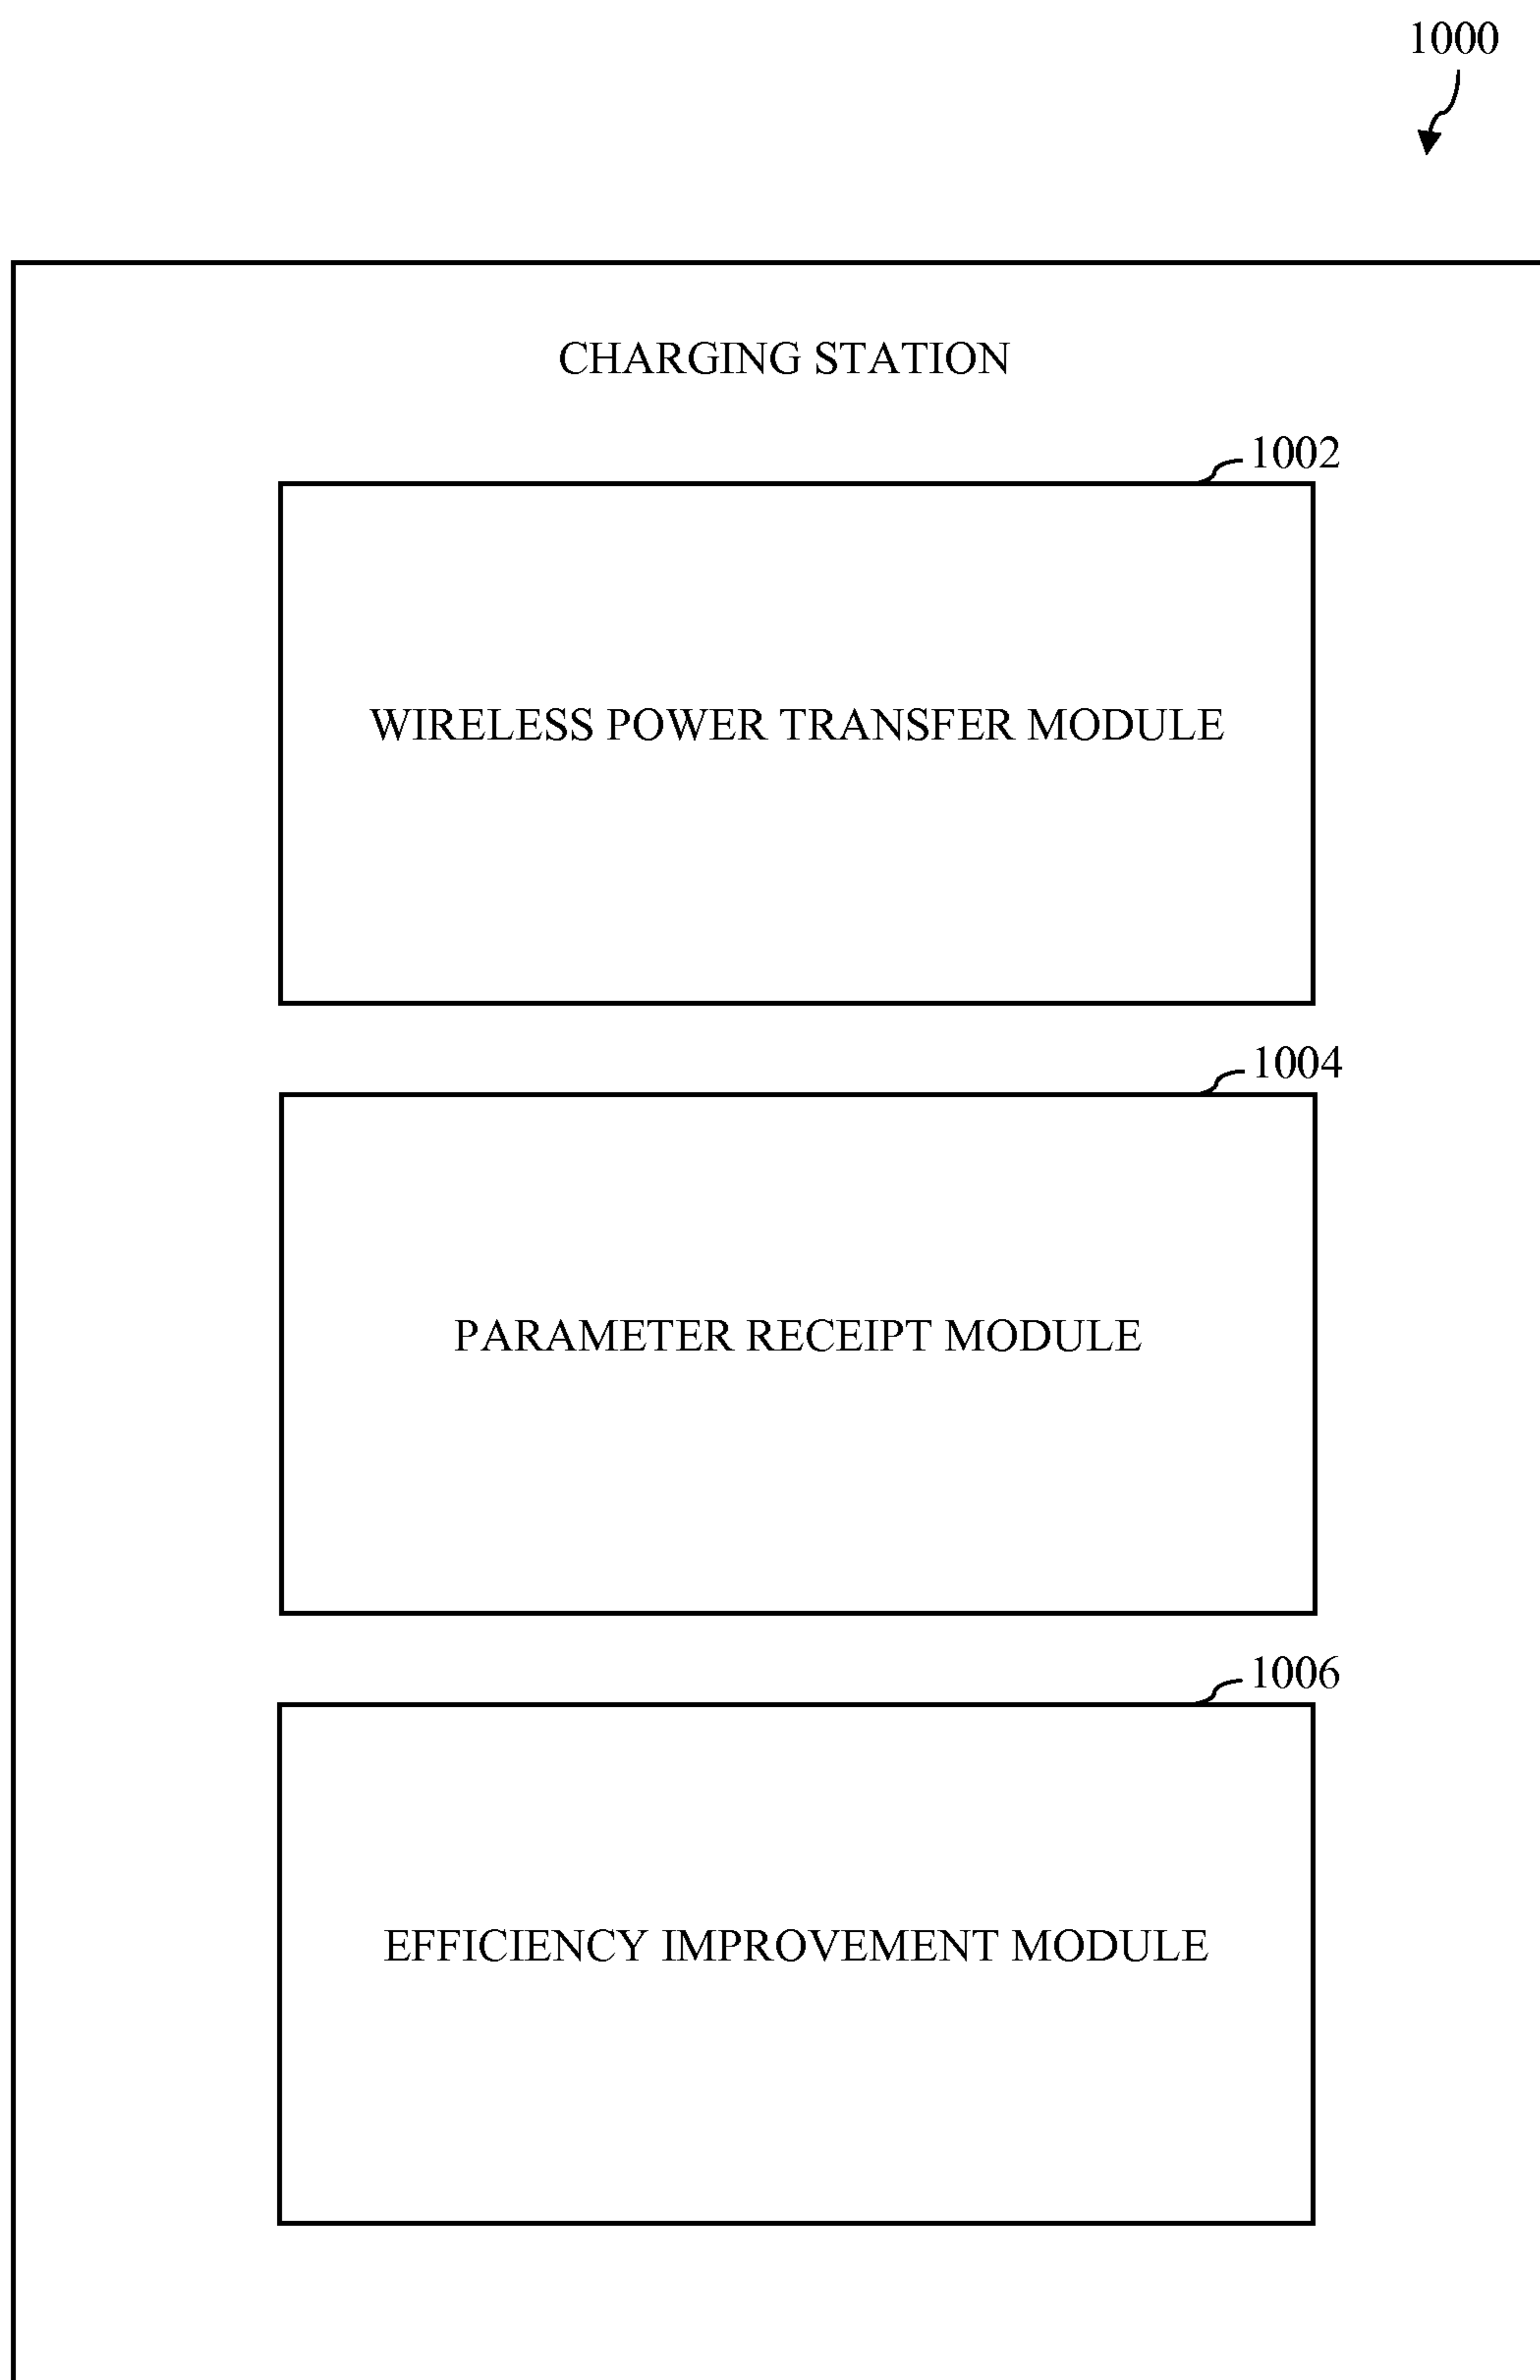 1000
CHARGING STATION
1002
WIRELESS POWER TRANSFER MODULE
1004
PARAMETER RECEIPT MODULE
1006
EFFICIENCY IMPROVEMENT MODULE